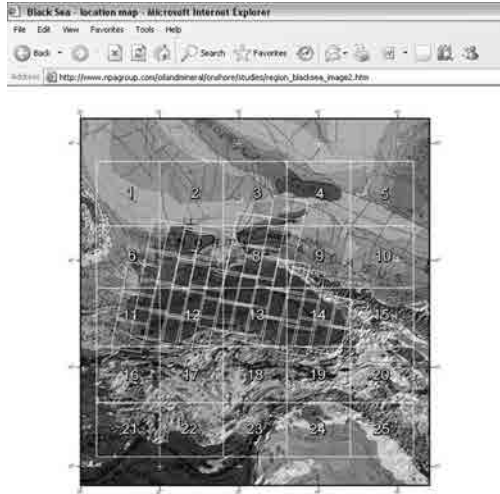 Black Sea - location map - Microsoft Internet Explorer
File Edit View Favorites Tools Help
Back Search Favorites
Address http://www.npagroup.com/oilandmineral/onshore/studies/region_blacksea_image2.htm
1 2 3 4 5
6 8 9 10
11 12 13 14 15
16 17 18 19 20
21 22 23 24 25